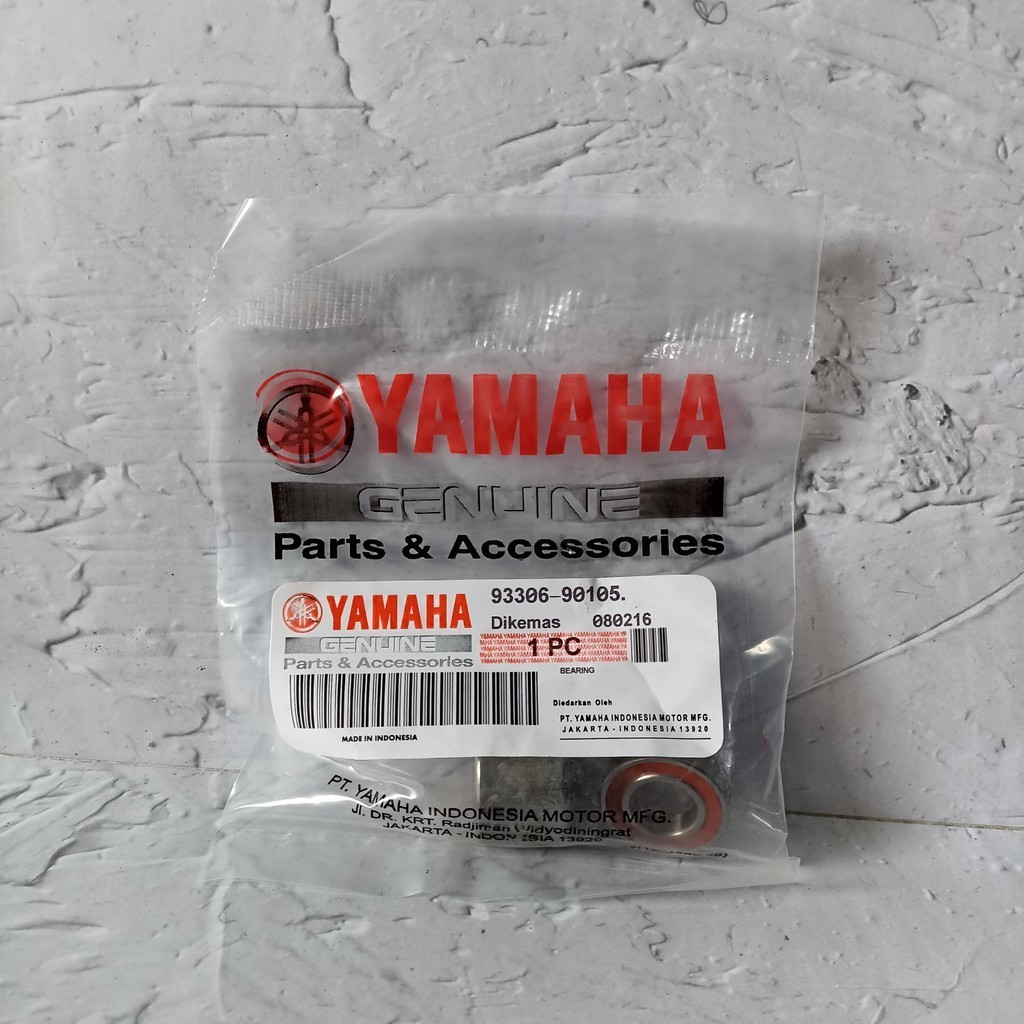 YAMAHA
GENUINE
Parts & Accessories
YAMAHA
GENUINE
Parts & Accessories
MADE IN INDONESIA
93306-90105.
Dikemas 080216
1 PC
BEARING
Diedarkan Oleh
PT. YAMAHA INDONESIA MOTOR MFG.
JAKARTA - INDONESIA 13920
PT. YAMAHA INDONESIA MOTOR MFG.
Jl. DR. KRT. Radjiman Widyodiningrat
JAKARTA - INDONESIA 13920